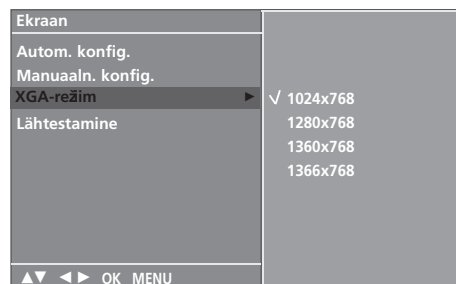 Ekraan
Autom. konfig.
Manuaaln. konfig.
XGA-režim ►
Lähtestamine
√ 1024x768
1280x768
1360x768
1366x768
▲▼ ◄► OK MENU